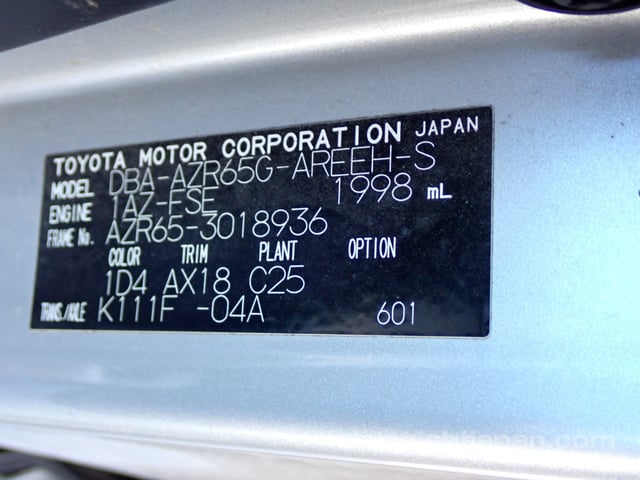 TOYOTA MOTOR CORPORATION JAPAN
MODEL DBA-AZR65G-AREEH-S
ENGINE 1AZ-FSE 1998 mL
FRAME No. AZR65-3018936
COLOR TRIM PLANT OPTION
1D4 AX18 C25
TRANS./AXLE K111F -04A 601